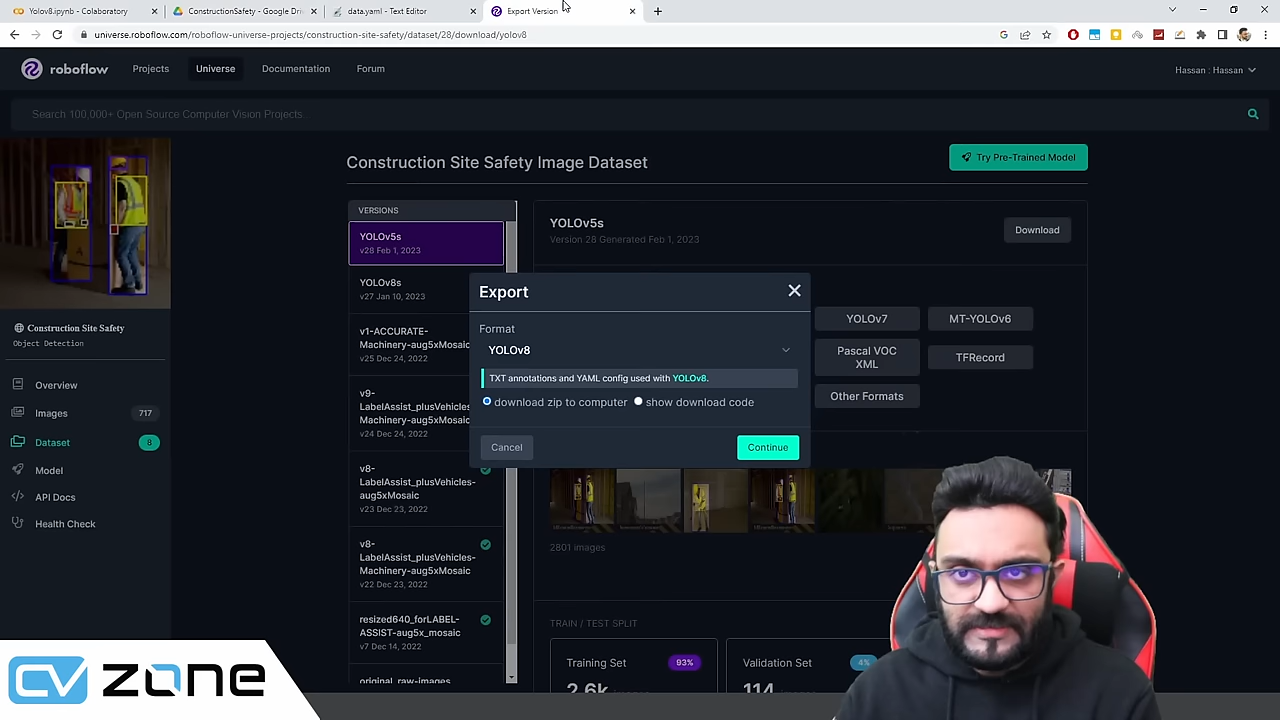 Yolov8.ipynb - Colaboratory
ConstructionSafety - Google Dri
data.yaml - Text Editor
Export Version
universe.roboflow.com/roboflow-universe-projects/construction-site-safety/dataset/28/download/yolov8
roboflow
Projects
Universe
Documentation
Forum
Hassan : Hassan
Search 100,000+ Open Source Computer Vision Projects...
Construction Site Safety
Object Detection
Overview
Images
717
Dataset
8
Model
API Docs
Health Check
Construction Site Safety Image Dataset
Try Pre-Trained Model
VERSIONS
YOLOv5s
v28 Feb 1, 2023
YOLOv8s
v27 Jan 10, 2023
v1-ACCURATE-
Machinery-aug5xMosaic
v25 Dec 24, 2022
v9-
LabelAssist_plusVehicles-
Machinery-aug5xMosaic
v24 Dec 24, 2022
v8-
LabelAssist_plusVehicles-
aug5xMosaic
v23 Dec 23, 2022
v8-
LabelAssist_plusVehicles-
Machinery-aug5xMosaic
v22 Dec 23, 2022
resized640_forLABEL-
ASSIST-aug5x_mosaic
v7 Dec 14, 2022
original_raw-images
YOLOv5s
Version 28 Generated Feb 1, 2023
Download
YOLOv7
MT-YOLOv6
Pascal VOC
XML
TFRecord
Other Formats
Export
Format
YOLOv8
TXT annotations and YAML config used with YOLOv8.
download zip to computer
show download code
Cancel
Continue
2801 images
TRAIN / TEST SPLIT
Training Set
93%
2.6k
Validation Set
4%
114
CV ZONE